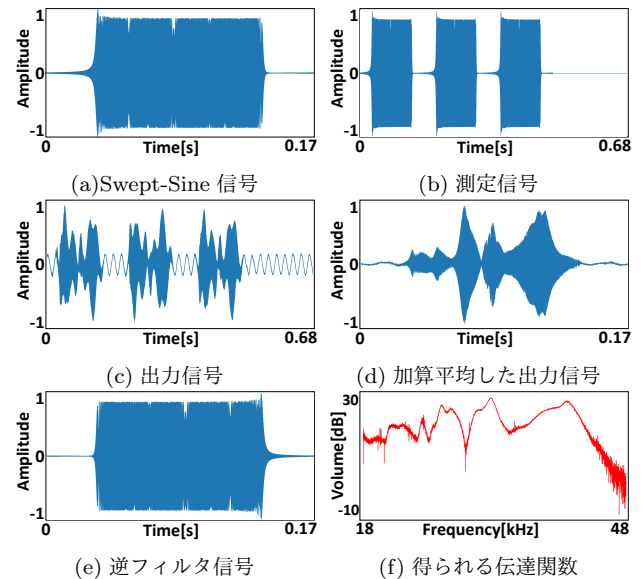 Amplitude
1
0
-1
0
Time[s]
0.17
(a)Swept-Sine 信号
Amplitude
1
0
-1
0
Time[s]
0.68
(b) 測定信号
Amplitude
1
0
-1
0
Time[s]
0.68
(c) 出力信号
Amplitude
1
0
-1
0
Time[s]
0.17
(d) 加算平均した出力信号
Amplitude
1
0
-1
0
Time[s]
0.17
(e) 逆フィルタ信号
Volume[dB]
30
-10
18
Frequency[kHz]
48
(f) 得られる伝達関数